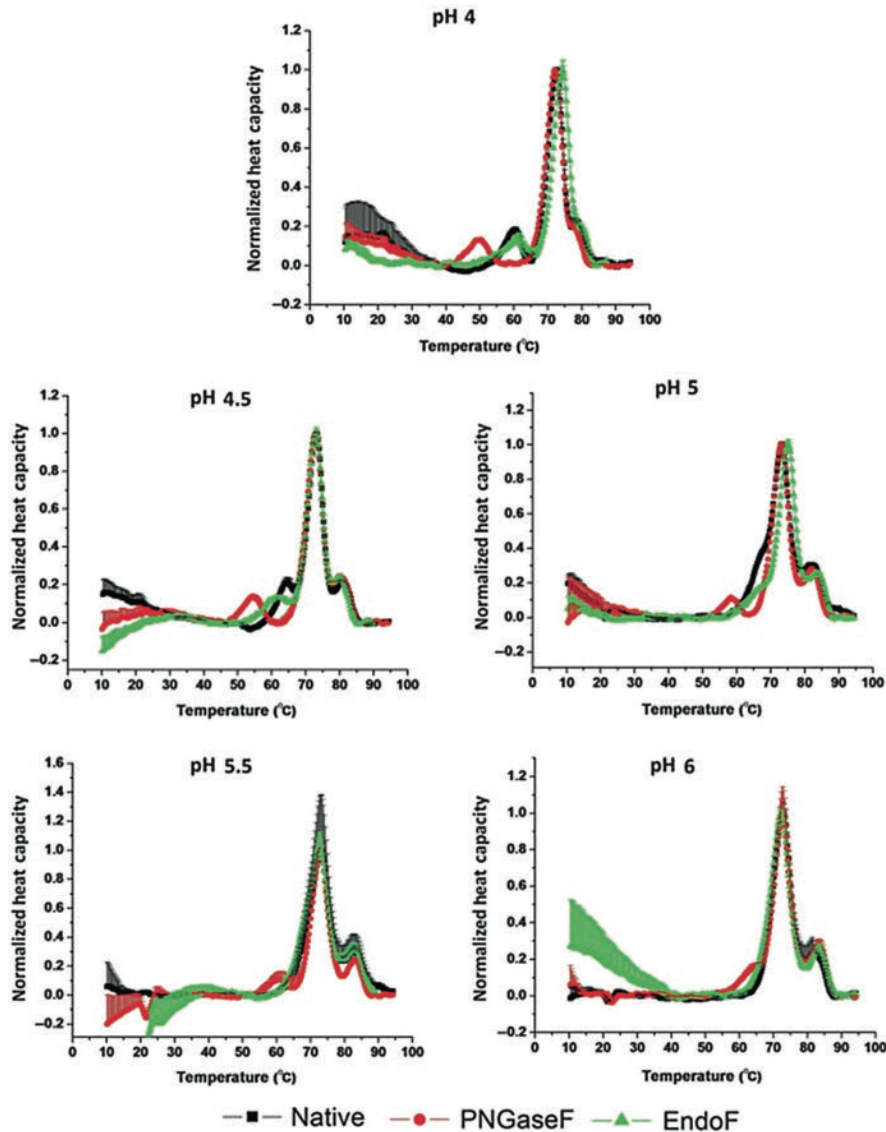 pH 4
Normalized heat capacity
1.2
1.0
0.8
0.6
0.4
0.2
0.0
−0.2
0 10 20 30 40 50 60 70 80 90 100
Temperature (°C)
pH 4.5
Normalized heat capacity
1.2
1.0
0.8
0.6
0.4
0.2
0.0
−0.2
0 10 20 30 40 50 60 70 80 90 100
Temperature (°C)
pH 5
Normalized heat capacity
1.2
1.0
0.8
0.6
0.4
0.2
0.0
−0.2
0 10 20 30 40 50 60 70 80 90 100
Temperature (°C)
pH 5.5
Normalized heat capacity
1.6
1.4
1.2
1.0
0.8
0.6
0.4
0.2
0.0
−0.2
0 10 20 30 40 50 60 70 80 90 100
Temperature (°C)
pH 6
Normalized heat capacity
1.2
1.0
0.8
0.6
0.4
0.2
0.0
−0.2
0 10 20 30 40 50 60 70 80 90 100
Temperature (°C)
Native PNGaseF EndoF